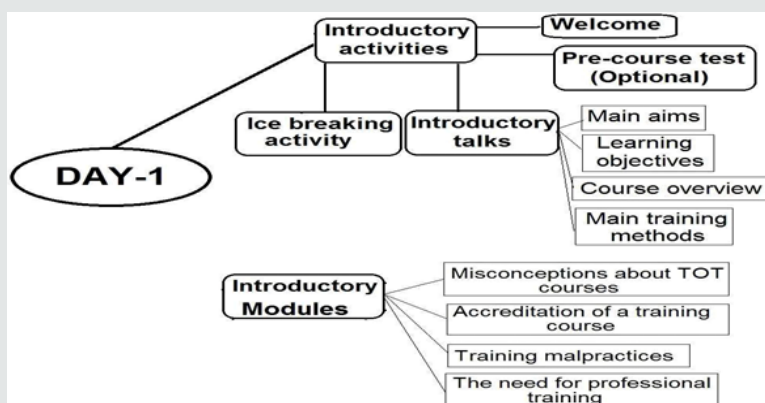 Introductory
activities
Welcome
Pre-course test
(Optional)
Ice breaking
activity
Introductory
talks
Main aims
Learning
objectives
Course overview
Main training
methods
DAY-1
Introductory
Modules
Misconceptions about TOT
courses
Accreditation of a training
course
Training malpractices
The need for professional
training